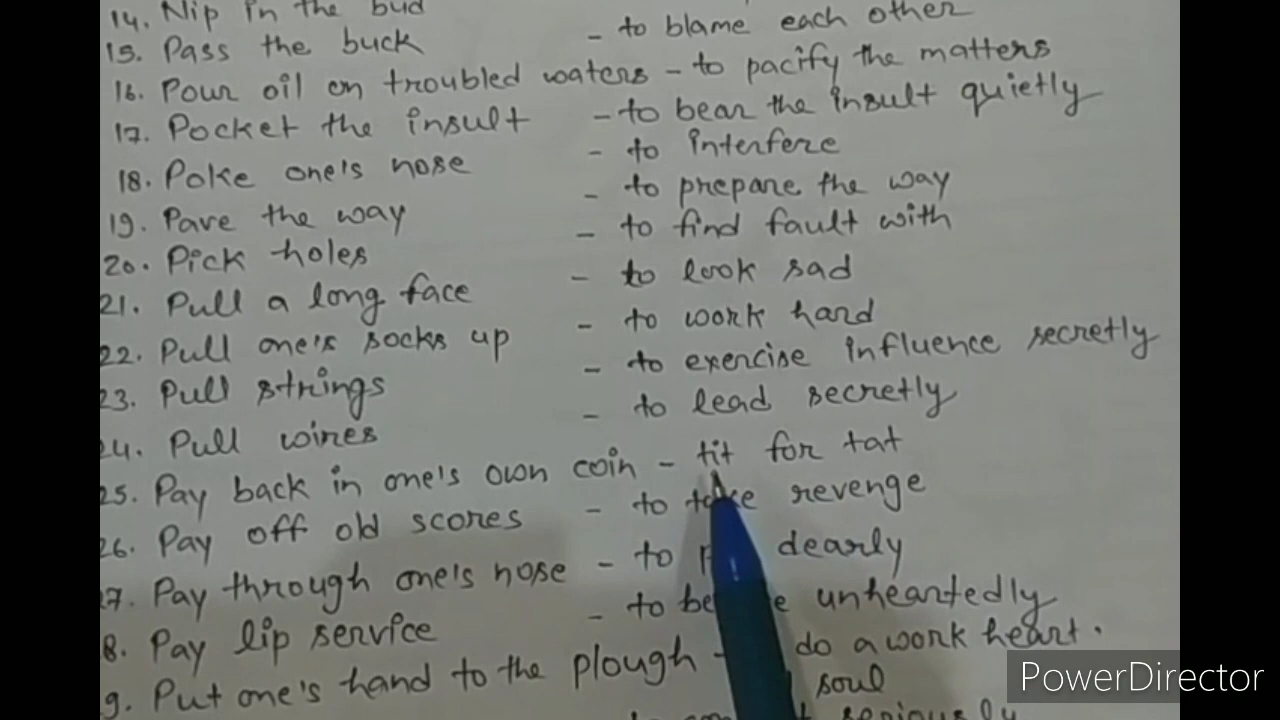 14. Nip in the bud
15. Pass the buck - to blame each other
16. Pour oil on troubled waters - to pacify the matters
17. Pocket the insult - to bear the insult quietly
18. Poke one's nose - to interfere
19. Pave the way - to prepare the way
20. Pick holes - to find fault with
21. Pull a long face - to look sad
22. Pull one's socks up - to work hard
23. Pull strings - to exercise influence secretly
24. Pull wires - to lead secretly
25. Pay back in one's own coin - tit for tat
26. Pay off old scores - to take revenge
27. Pay through one's nose - to dearly
8. Pay lip service - to unheartedly
9. Put one's hand to the plough - do a work heart.
soul
seriously
PowerDirector